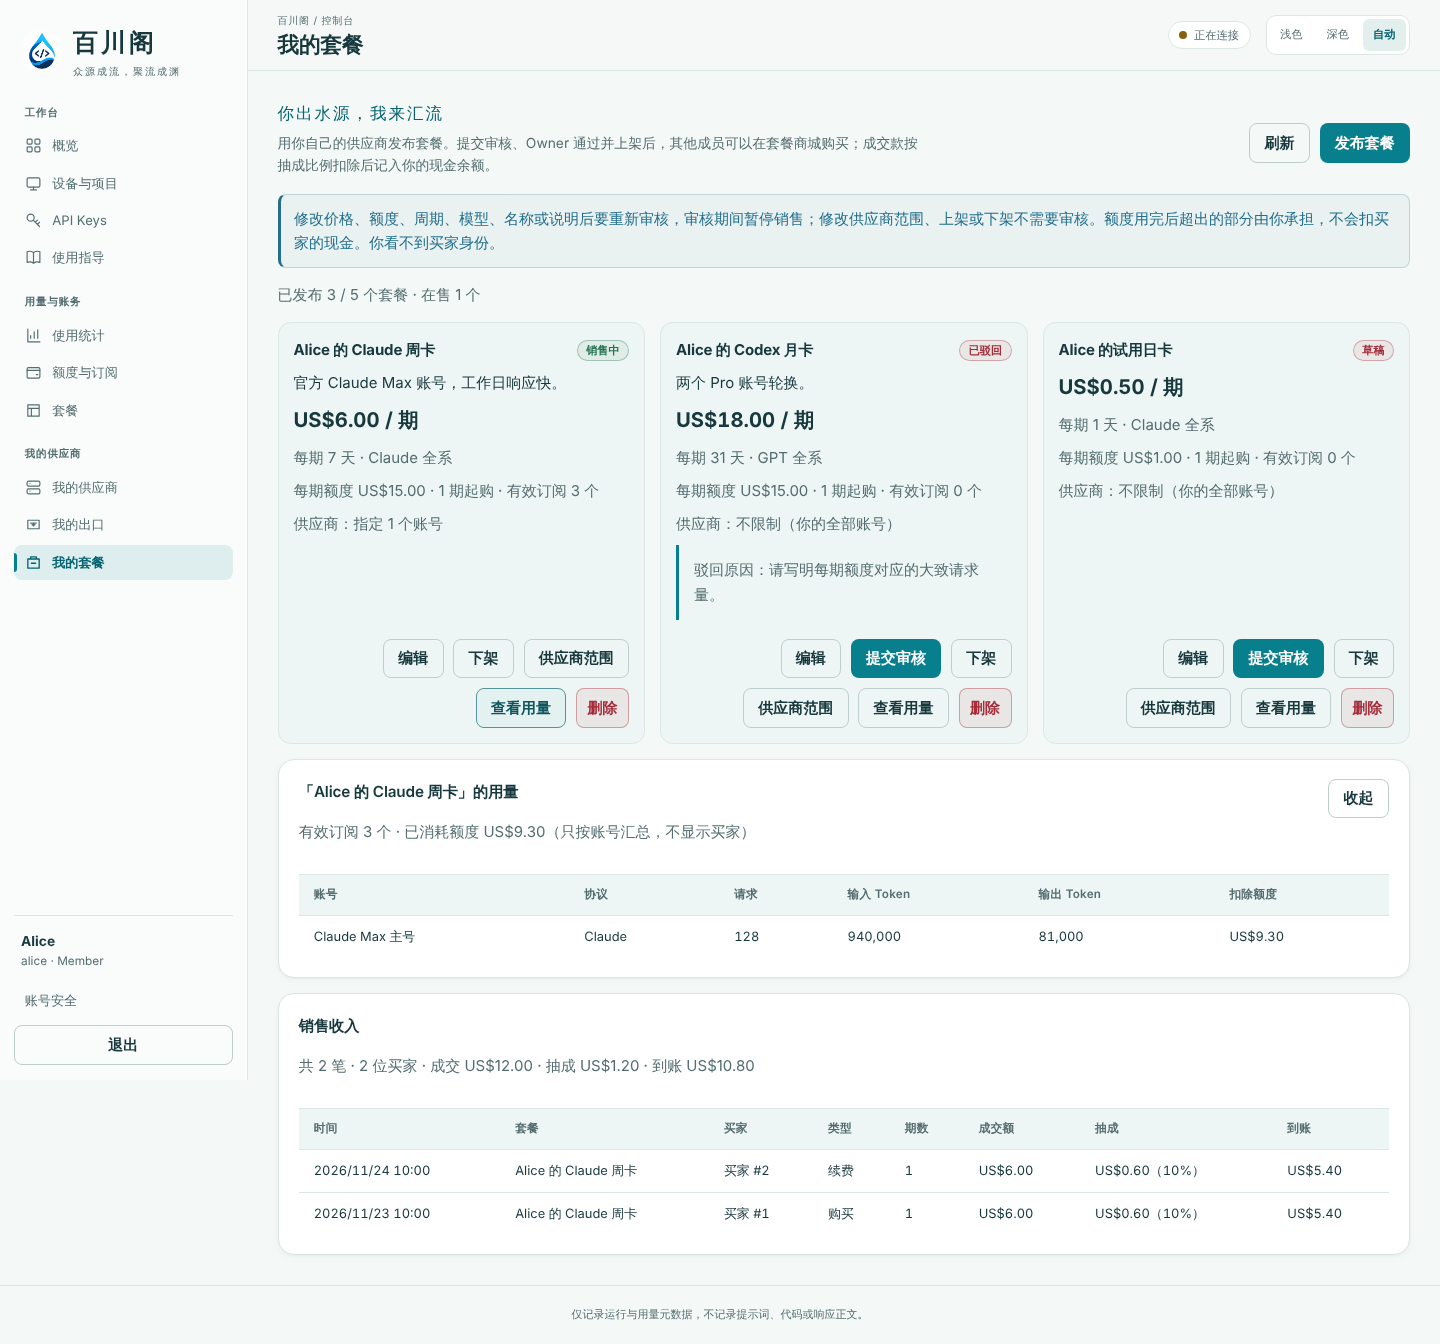 百川阁
众源成流，聚流成渊
工作台
概览
设备与项目
API Keys
使用指导
用量与账务
使用统计
额度与订阅
套餐
我的供应商
我的供应商
我的出口
我的套餐
Alice
alice · Member
账号安全
退出
百川阁 / 控制台
我的套餐
正在连接
浅色 深色 自动
你出水源，我来汇流
用你自己的供应商发布套餐。提交审核、Owner 通过并上架后，其他成员可以在套餐商城购买；成交款按
抽成比例扣除后记入你的现金余额。
刷新 发布套餐
修改价格、额度、周期、模型、名称或说明后要重新审核，审核期间暂停销售；修改供应商范围、上架或下架不需要审核。额度用完后超出的部分由你承担，不会扣买
家的现金。你看不到买家身份。
已发布 3 / 5 个套餐 · 在售 1 个
Alice 的 Claude 周卡 销售中
官方 Claude Max 账号，工作日响应快。
US$6.00 / 期
每期 7 天 · Claude 全系
每期额度 US$15.00 · 1 期起购 · 有效订阅 3 个
供应商：指定 1 个账号
编辑 下架 供应商范围
查看用量 删除
Alice 的 Codex 月卡 已驳回
两个 Pro 账号轮换。
US$18.00 / 期
每期 31 天 · GPT 全系
每期额度 US$15.00 · 1 期起购 · 有效订阅 0 个
供应商：不限制（你的全部账号）
驳回原因：请写明每期额度对应的大致请求
量。
编辑 提交审核 下架
供应商范围 查看用量 删除
Alice 的试用日卡 草稿
US$0.50 / 期
每期 1 天 · Claude 全系
每期额度 US$1.00 · 1 期起购 · 有效订阅 0 个
供应商：不限制（你的全部账号）
编辑 提交审核 下架
供应商范围 查看用量 删除
「Alice 的 Claude 周卡」的用量 收起
有效订阅 3 个 · 已消耗额度 US$9.30（只按账号汇总，不显示买家）
账号 协议 请求 输入 Token 输出 Token 扣除额度
Claude Max 主号 Claude 128 940,000 81,000 US$9.30
销售收入
共 2 笔 · 2 位买家 · 成交 US$12.00 · 抽成 US$1.20 · 到账 US$10.80
时间 套餐 买家 类型 期数 成交额 抽成 到账
2026/11/24 10:00 Alice 的 Claude 周卡 买家 #2 续费 1 US$6.00 US$0.60（10%） US$5.40
2026/11/23 10:00 Alice 的 Claude 周卡 买家 #1 购买 1 US$6.00 US$0.60（10%） US$5.40
仅记录运行与用量元数据，不记录提示词、代码或响应正文。